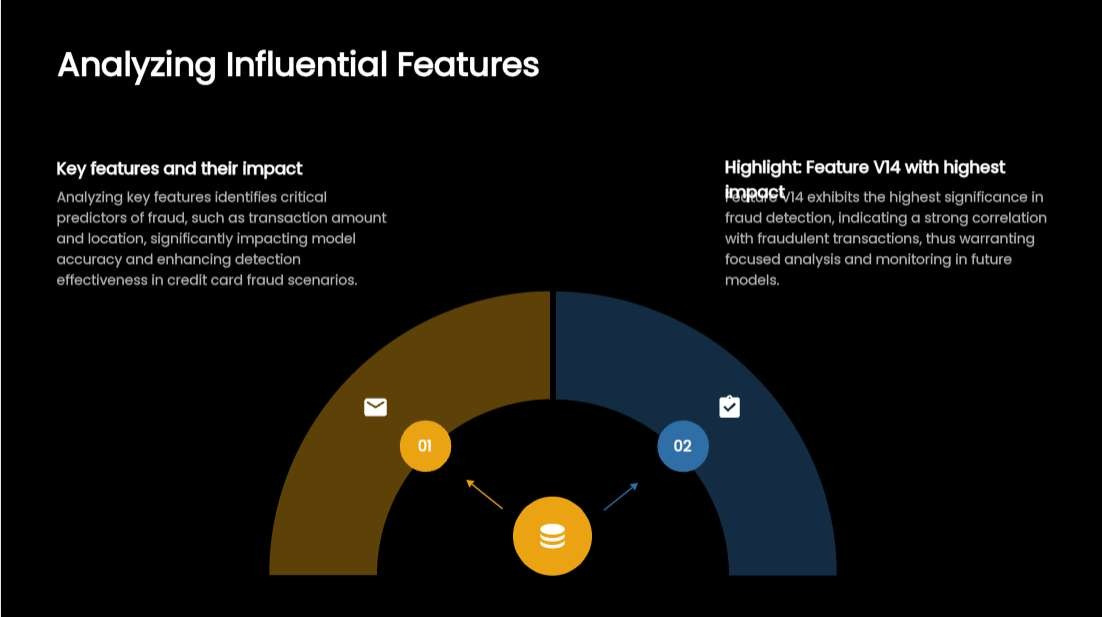 Analyzing Influential Features
Key features and their impact
Analyzing key features identifies critical
predictors of fraud, such as transaction amount
and location, significantly impacting model
accuracy and enhancing detection
effectiveness in credit card fraud scenarios.
Highlight: Feature V14 with highest
impact
Feature V14 exhibits the highest significance in
fraud detection, indicating a strong correlation
with fraudulent transactions, thus warranting
focused analysis and monitoring in future
models.
01
02